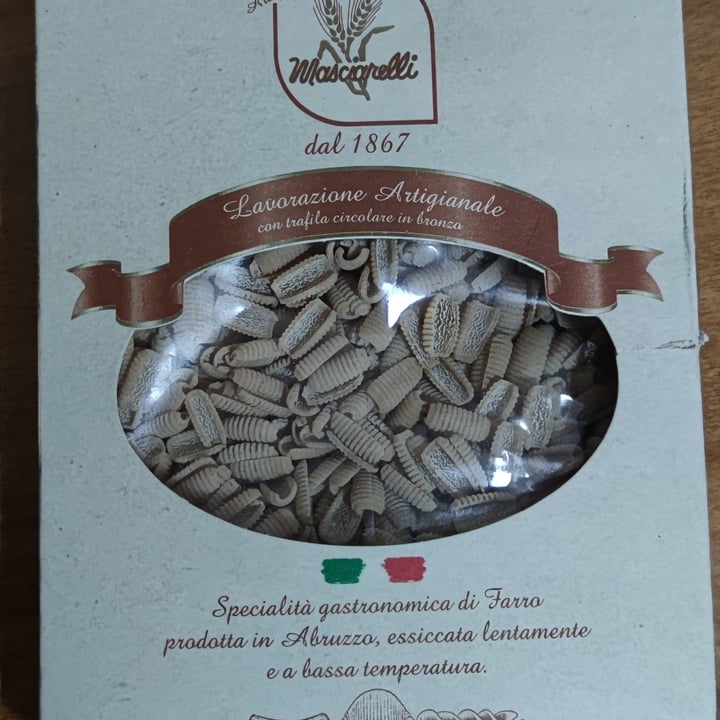 Masciarelli
dal 1867
Lavorazione Artigianale
con trafila circolare in bronzo
Specialità gastronomica di Farro
prodotta in Abruzzo, essiccata lentamente
e a bassa temperatura.